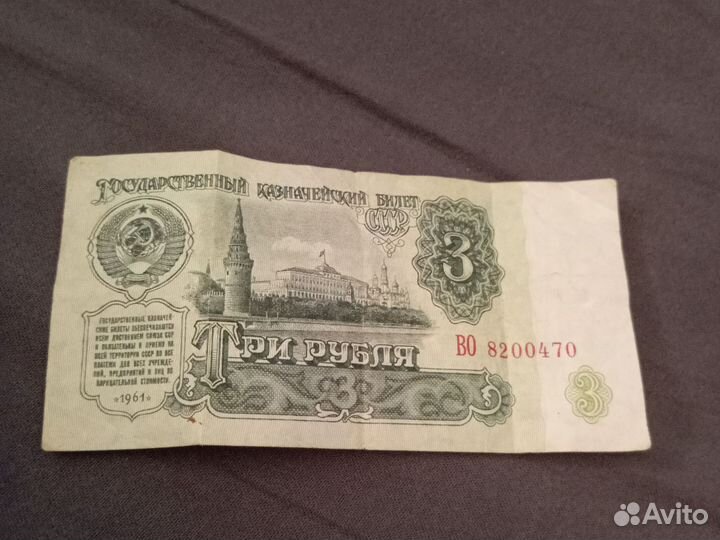 ГОСУДАРСТВЕННЫЙ КАЗНАЧЕЙСКИЙ БИЛЕТ
СССР
3
ГОСУДАРСТВЕННЫЕ КАЗНАЧЕЙ-
СКИЕ БИЛЕТЫ ОБЕСПЕЧИВАЮТСЯ
ВСЕМ ДОСТОЯНИЕМ СОЮЗА ССР
И ОБЯЗАТЕЛЬНЫ К ПРИЕМУ НА
ВСЕЙ ТЕРРИТОРИИ СССР ВО ВСЕ
ПЛАТЕЖИ ДЛЯ ВСЕХ УЧРЕЖДЕ-
НИЙ, ПРЕДПРИЯТИЙ И ЛИЦ ПО
НАРИЦАТЕЛЬНОЙ СТОИМОСТИ.
1961
ТРИ РУБЛЯ
ВО 8200470
3
3
Avito